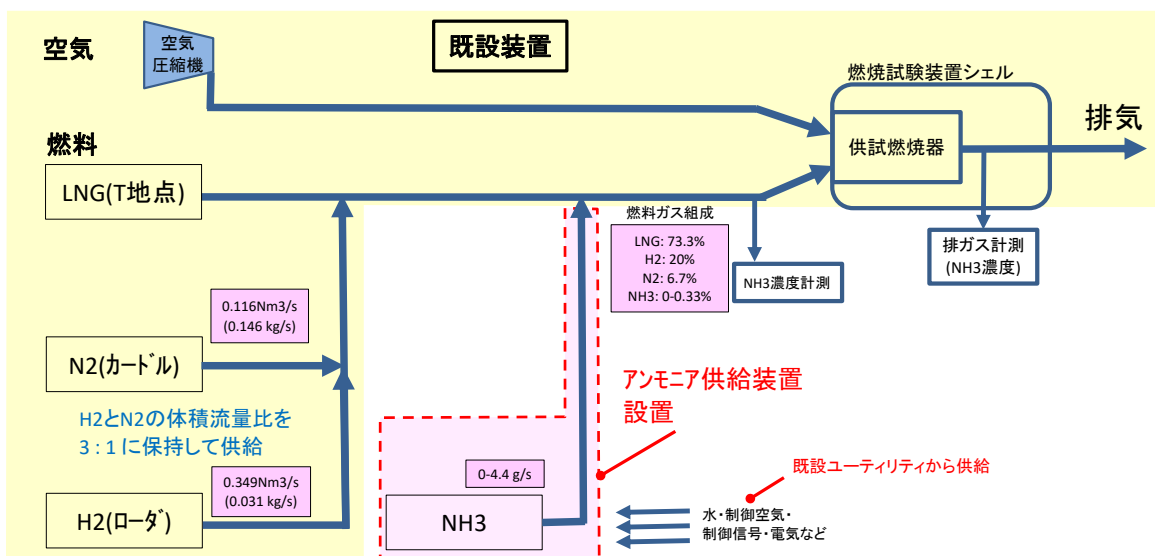 空気
空気
圧縮機
既設装置
燃焼試験装置シェル
排気
供試燃焼器
燃料
LNG(T地点)
燃料ガス組成
LNG: 73.3%
H2: 20%
N2: 6.7%
NH3: 0-0.33%
NH3濃度計測
排ガス計測
(NH3濃度)
0.116Nm3/s
(0.146 kg/s)
N2(ｶｰﾄﾞﾙ)
アンモニア供給装置
設置
H2とN2の体積流量比を
3：1に保持して供給
既設ユーティリティから供給
0.349Nm3/s
(0.031 kg/s)
0-4.4 g/s
H2(ﾛｰﾀﾞ)
NH3
水・制御空気・
制御信号・電気など